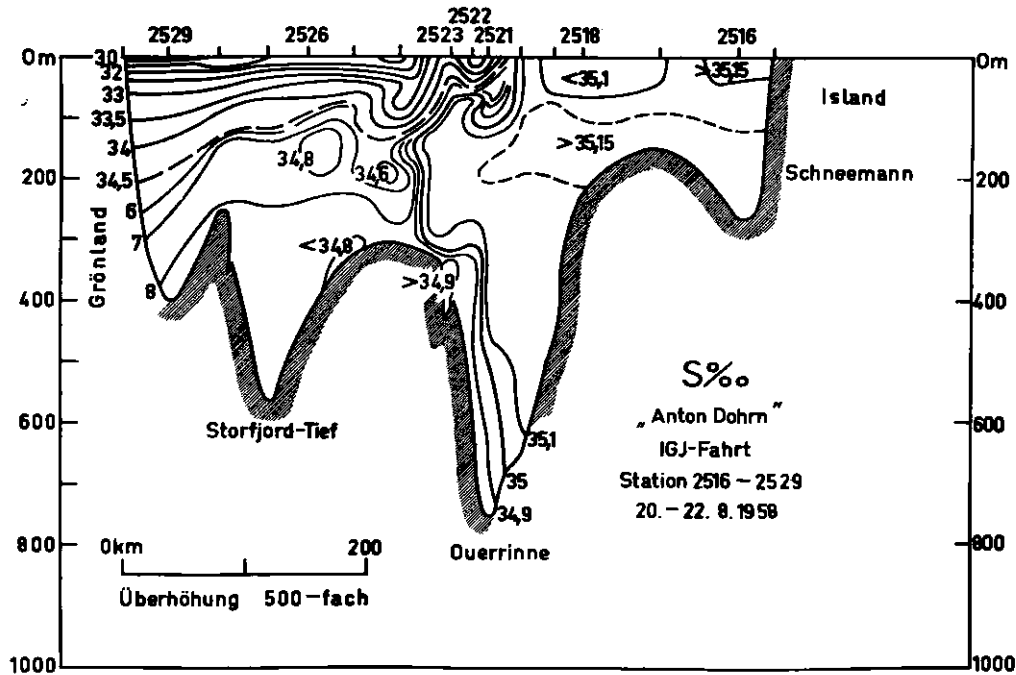 2522
2529 2526 2523 2521 2518 2516
0m 30 0m
32
33
33,5
34
34,5
6
7
8
<35,1
>35,15
Island
>35,15
34,8
34,6
200 Schneemann 200
Grönland
<34,8
>34,9
400 400
S‰
"Anton Dohrn"
IGJ-Fahrt
Station 2516-2529
20.-22. 8.1958
600 600
Storfjord-Tief
35,1
35
34,9
Querrinne
0km 200
800 800
Überhöhung 500-fach
1000 1000